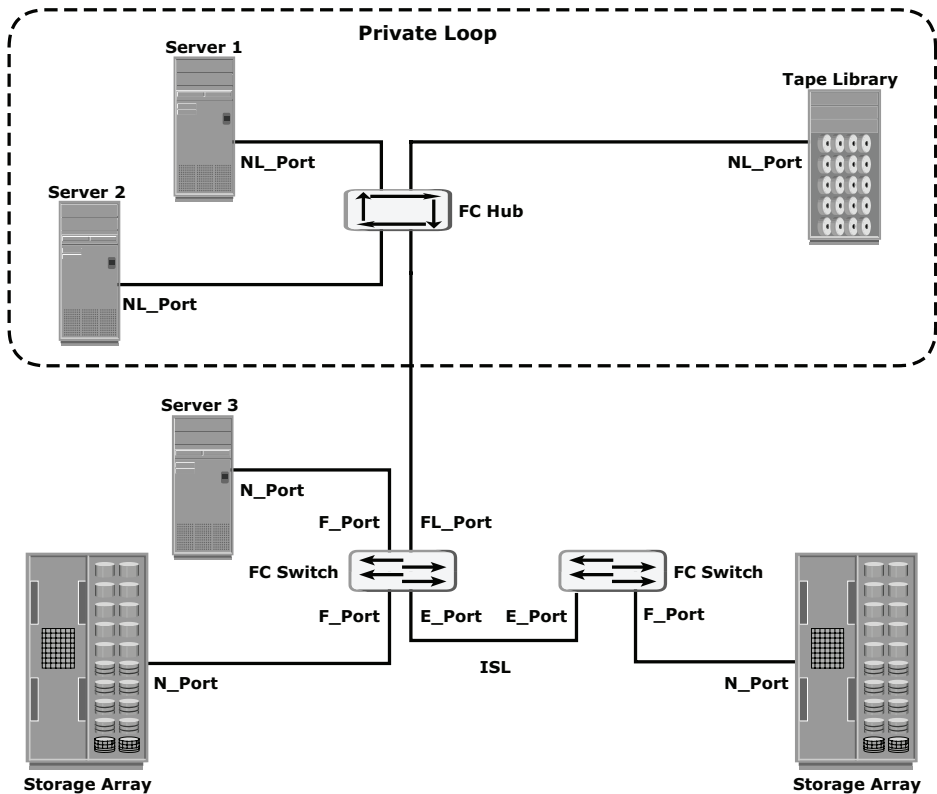 Private Loop
Server 1
Tape Library
NL_Port
NL_Port
Server 2
FC Hub
NL_Port
Server 3
N_Port
F_Port
FL_Port
FC Switch
FC Switch
F_Port
E_Port
E_Port
F_Port
ISL
N_Port
N_Port
Storage Array
Storage Array